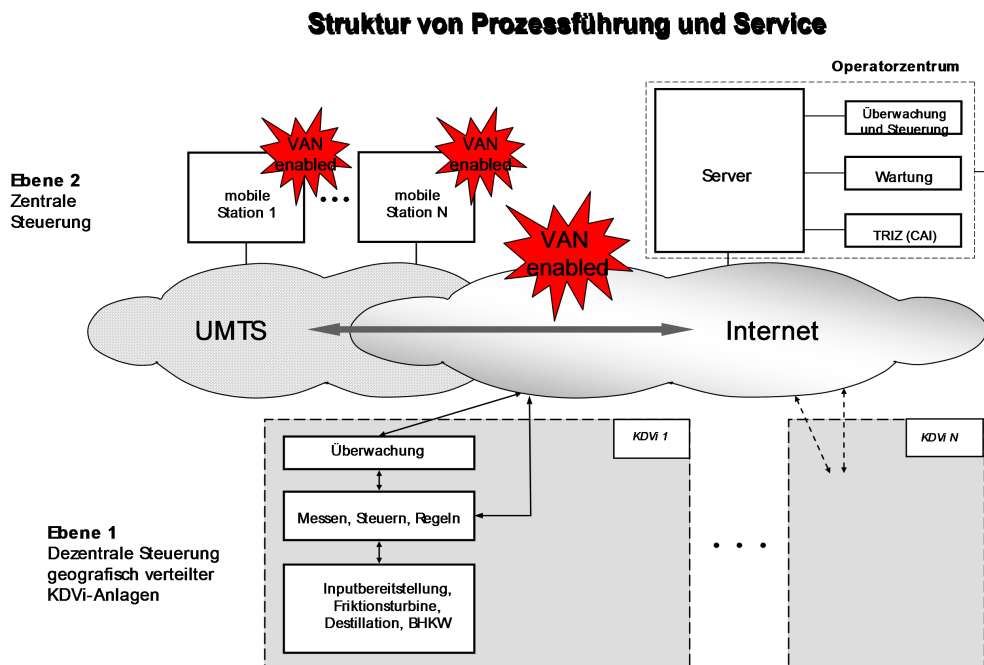 Struktur von Prozessführung und Service
Operatorzentrum
VAN
enabled
VAN
enabled
Ebene 2
Zentrale
Steuerung
mobile
Station 1
...
mobile
Station N
Server
Überwachung
und Steuerung
Wartung
TRIZ (CAI)
VAN
enabled
UMTS
Internet
KDVi 1
KDVi N
Überwachung
Messen, Steuern, Regeln
Ebene 1
Dezentrale Steuerung
geografisch verteilter
KDVi-Anlagen
. . .
Inputbereitstellung,
Friktionsturbine,
Destillation, BHKW